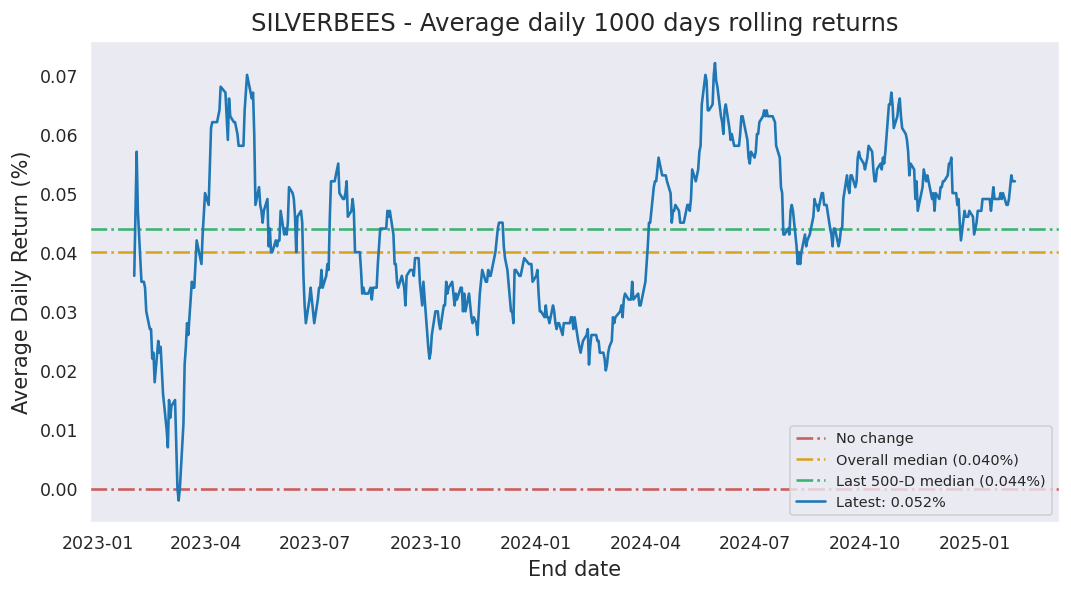 SILVERBEES - Average daily 1000 days rolling returns
Average Daily Return (%)
0.07
0.06
0.05
0.04
0.03
0.02
0.01
0.00
No change
Overall median (0.040%)
Last 500-D median (0.044%)
Latest: 0.052%
2023-01 2023-04 2023-07 2023-10 2024-01 2024-04 2024-07 2024-10 2025-01
End date